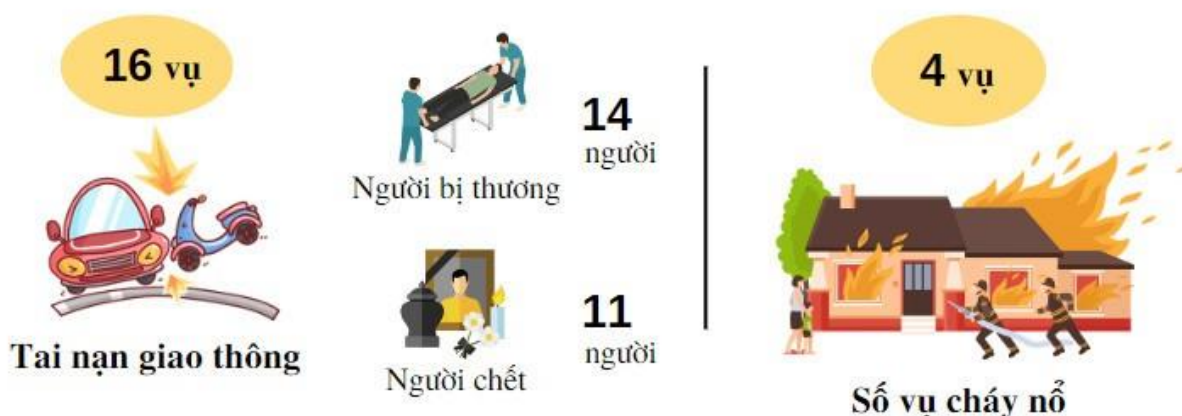 16 vụ
Tai nạn giao thông
14
người
Người bị thương
11
người
Người chết
4 vụ
Số vụ cháy nổ